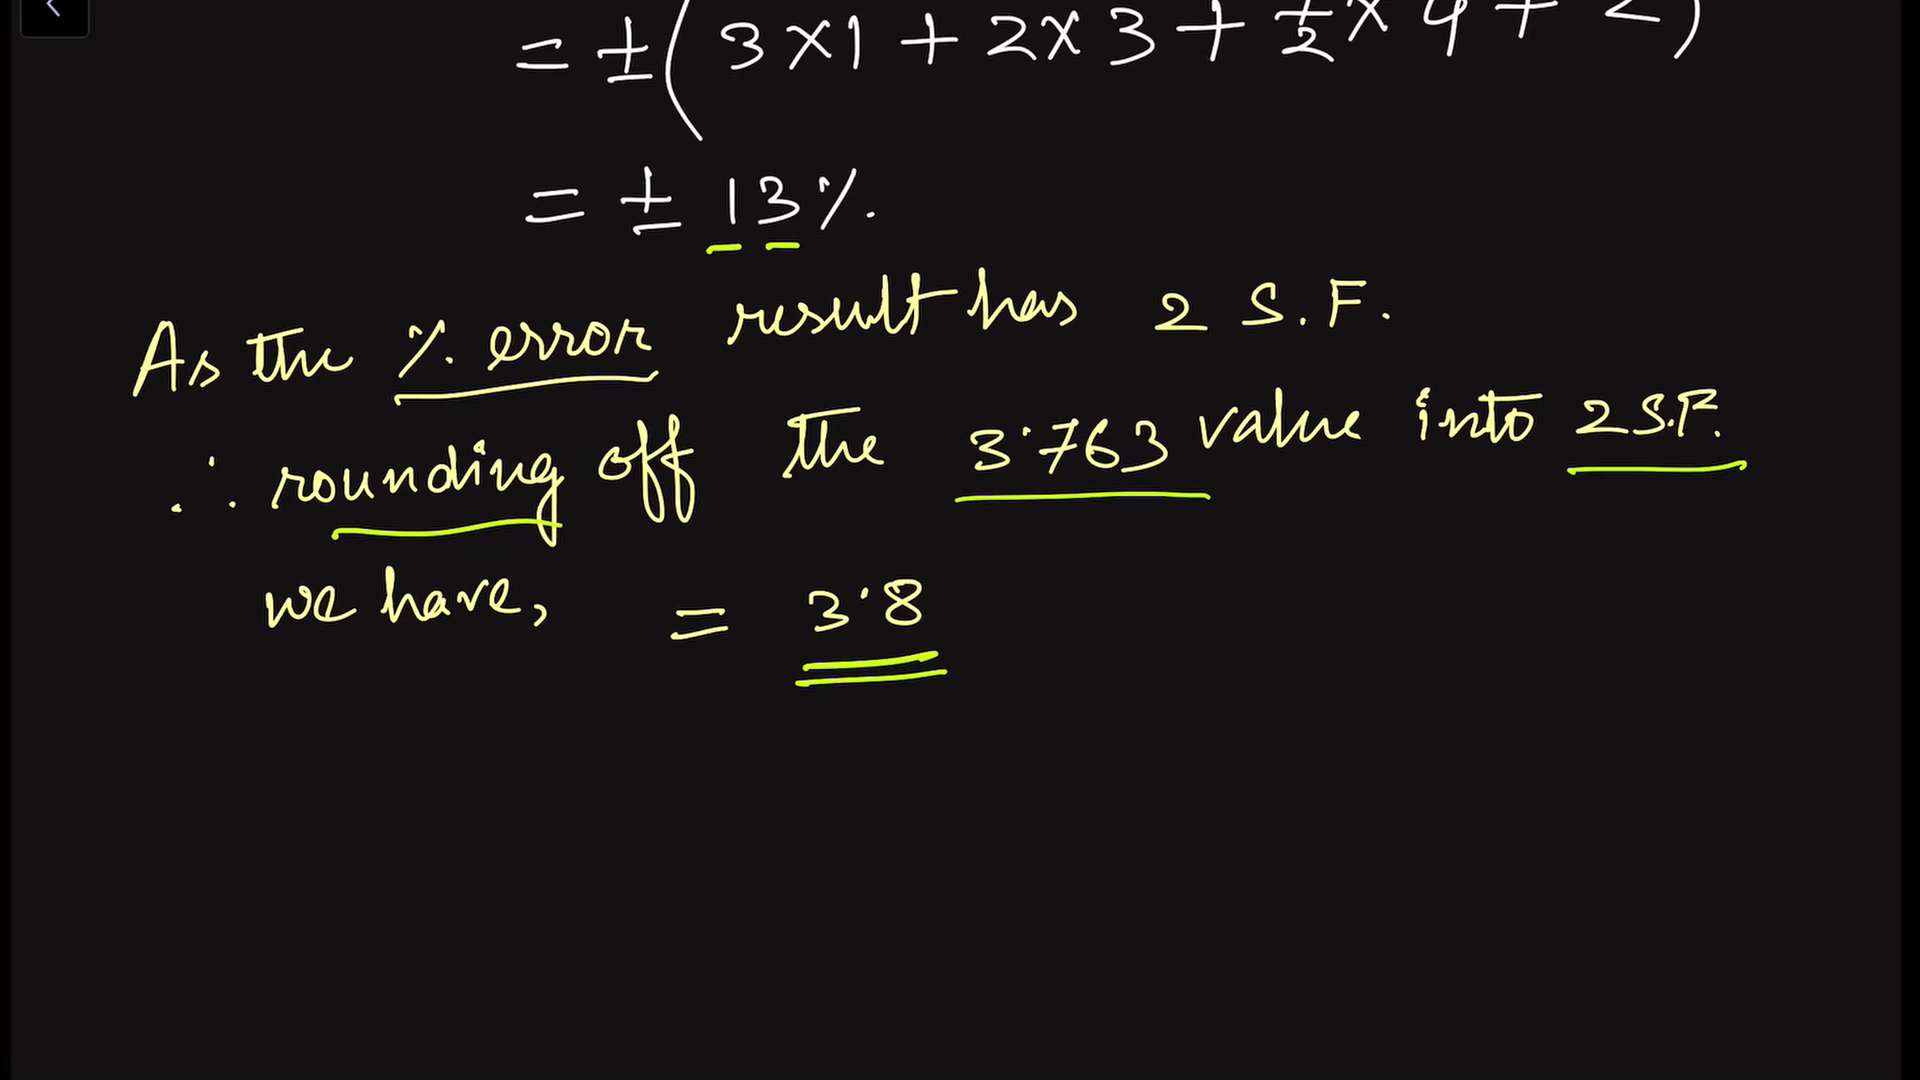 = ± ( 3 × 1 + 2 × 3 + 1/2 × 4 + 2 )
= ± 13 %.
As the % error result has 2 S.F.
∴ rounding off the 3.763 value into 2 S.F.
we have, = 3.8